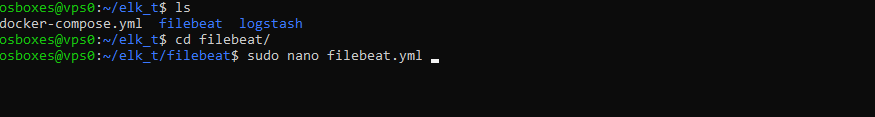 osboxes@vps0:~/elk_t$ ls
docker-compose.yml filebeat logstash
osboxes@vps0:~/elk_t$ cd filebeat/
osboxes@vps0:~/elk_t/filebeat$ sudo nano filebeat.yml